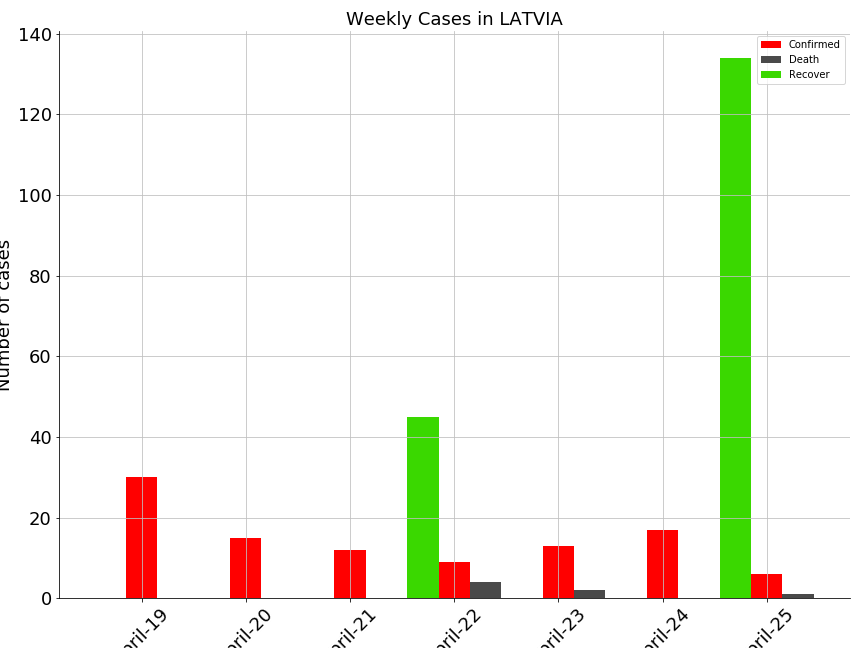 Weekly Cases in LATVIA
Confirmed
Death
Recover
Number of cases
140
120
100
80
60
40
20
0
pril-19
pril-20
pril-21
pril-22
pril-23
pril-24
pril-25